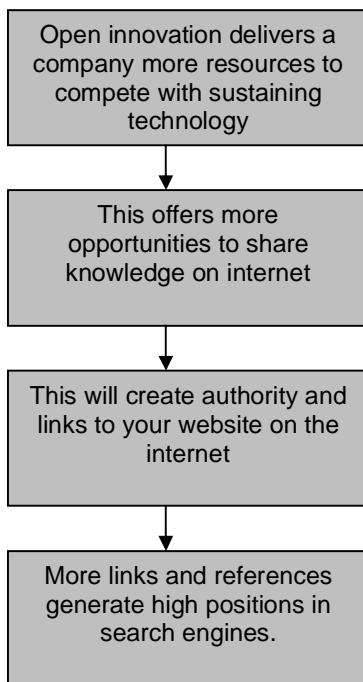 Open innovation delivers a
company more resources to
compete with sustaining
technology
This offers more
opportunities to share
knowledge on internet
This will create authority and
links to your website on the
internet
More links and references
generate high positions in
search engines.